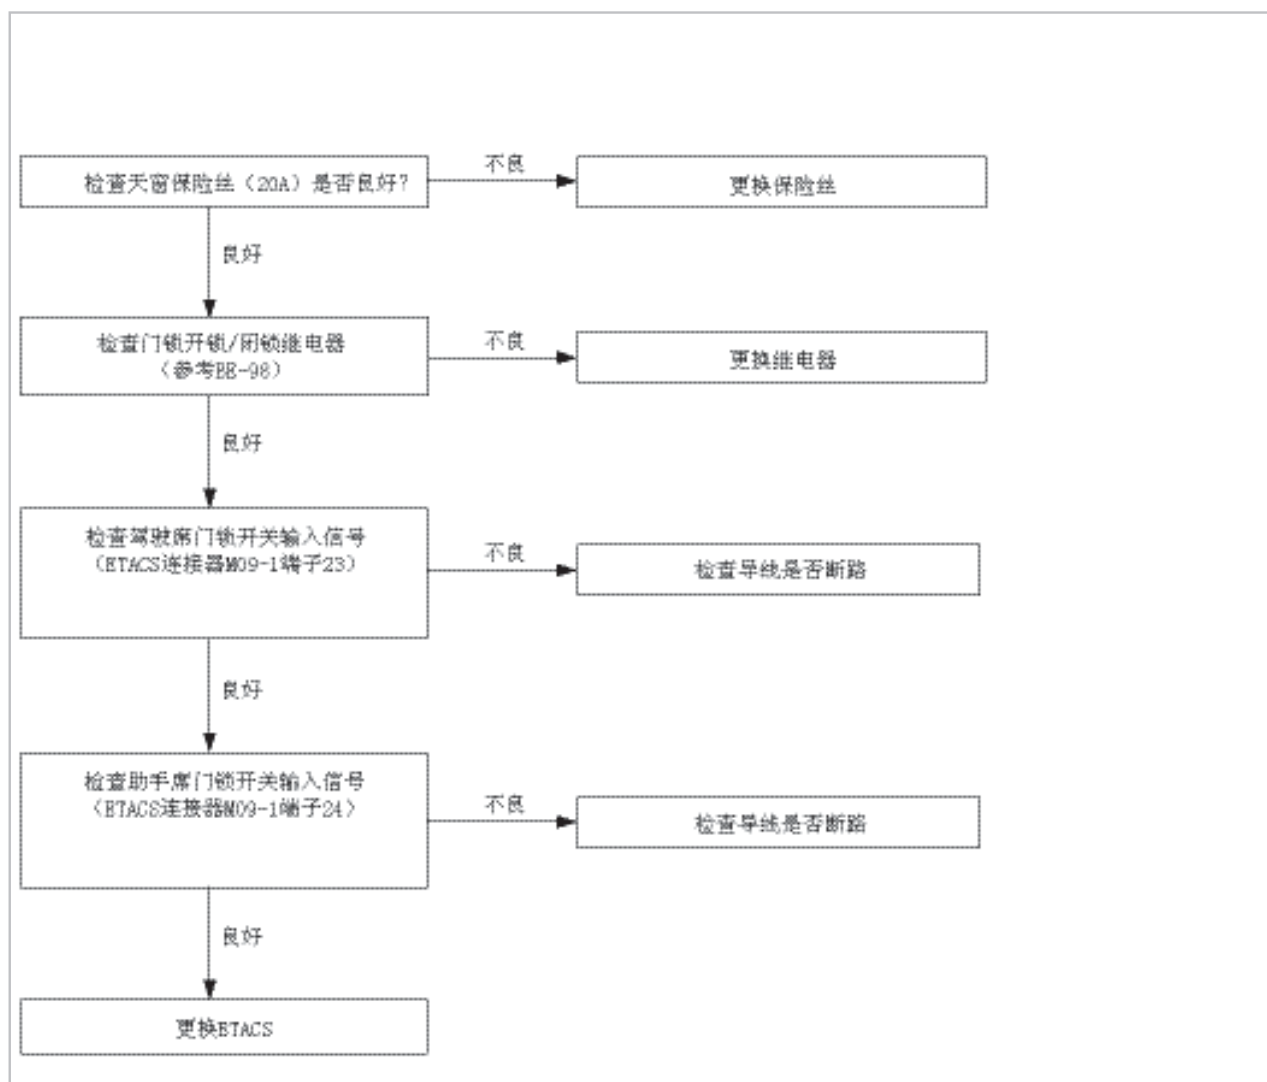 检查天窗保险丝（20A）是否良好？
不良
更换保险丝
良好
检查门锁开锁/闭锁继电器
（参考BE-98）
不良
更换继电器
良好
检查驾驶席门锁开关输入信号
（ETACS连接器M09-1端子23）
不良
检查导线是否断路
良好
检查助手席门锁开关输入信号
（ETACS连接器M09-1端子24）
不良
检查导线是否断路
良好
更换ETACS